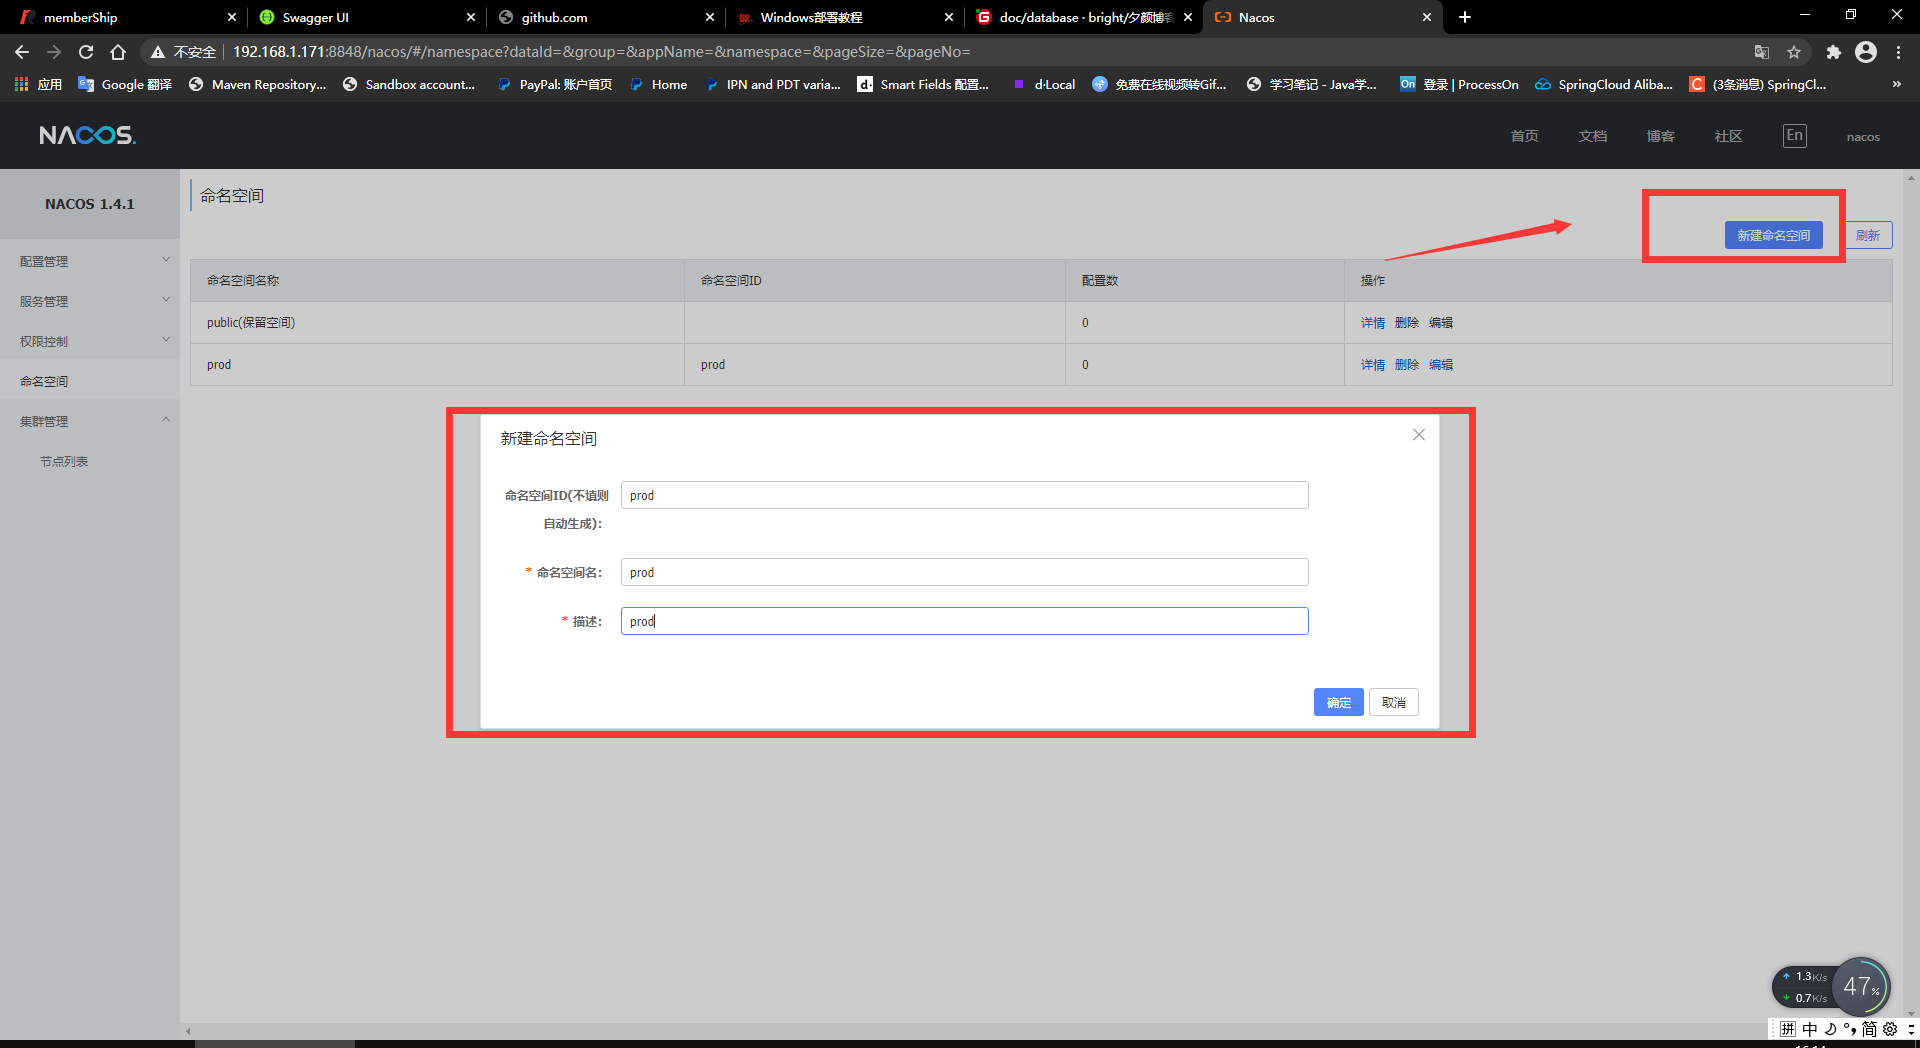 memberShip
Swagger UI
github.com
Windows部署教程
doc/database · bright/夕颜博客
Nacos
不安全
192.168.1.171:8848/nacos/#/namespace?dataId=&group=&appName=&namespace=&pageSize=&pageNo=
应用
Google 翻译
Maven Repository...
Sandbox account...
PayPal: 账户首页
Home
IPN and PDT varia...
Smart Fields 配置...
d·Local
免费在线视频转Gif...
学习笔记 - Java学...
登录 | ProcessOn
SpringCloud Alibaba...
(3条消息) SpringCl...
»
NACOS.
首页
文档
博客
社区
En
nacos
NACOS 1.4.1
配置管理
服务管理
权限控制
命名空间
集群管理
节点列表
命名空间
新建命名空间
刷新
命名空间名称 命名空间ID 配置数 操作
public(保留空间) 0 详情 删除 编辑
prod prod 0 详情 删除 编辑
新建命名空间
命名空间ID(不填则
自动生成):
prod
* 命名空间名: prod
* 描述: prod
确定
取消
1.3K/s
0.7K/s
47%
拼 中 简